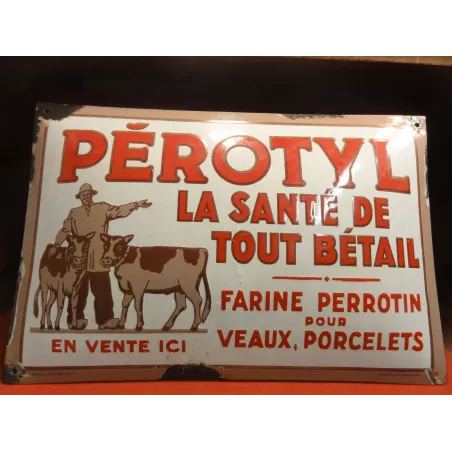 PÉROTYL
LA SANTÉ DE
TOUT BÉTAIL
FARINE PERROTIN
POUR
VEAUX, PORCELETS
EN VENTE ICI